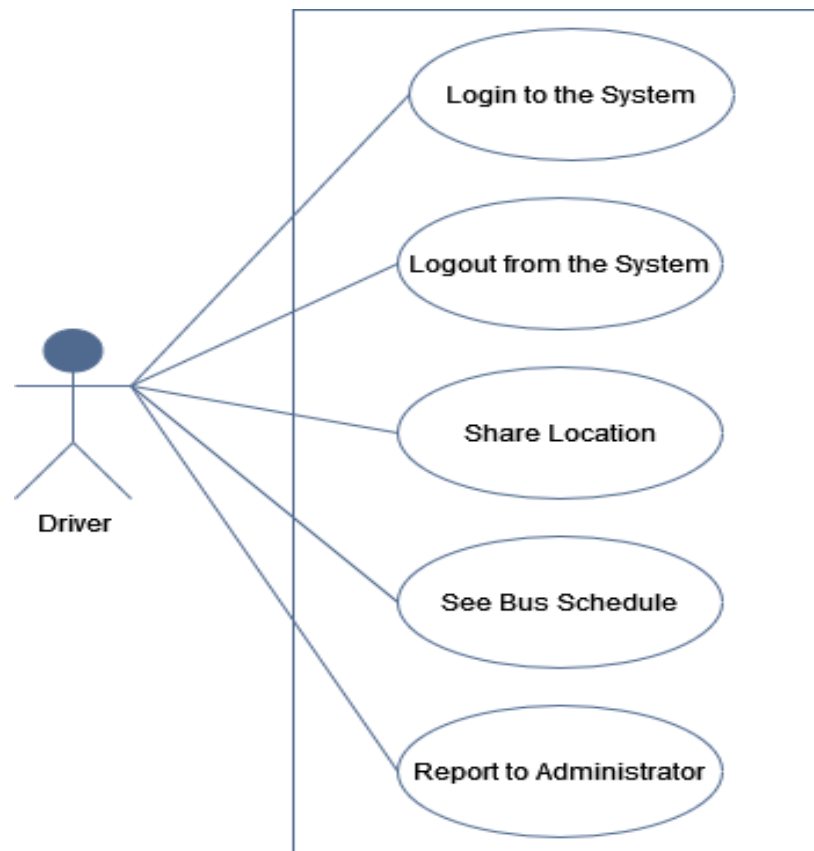 Login to the System
Logout from the System
Share Location
Driver
See Bus Schedule
Report to Administrator